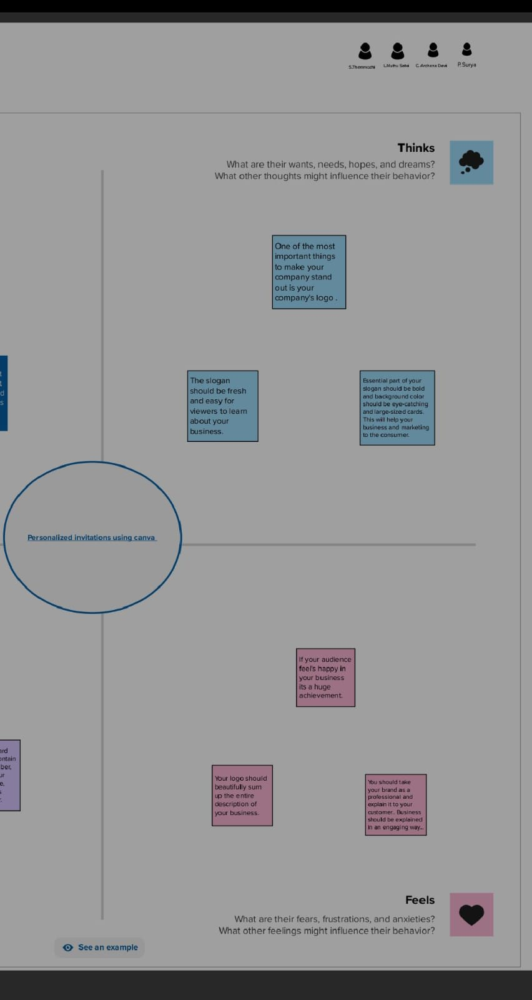 S.Thenmozhi
L.Muthu Selvi
C. Archana Devi
P.Surya
Thinks
What are their wants, needs, hopes, and dreams?
What other thoughts might influence their behavior?
One of the most
important things
to make your
company stand
out is your
company's logo .
The slogan
should be fresh
and easy for
viewers to learn
about your
business.
Essential part of your
slogan should be bold
and background color
should be eye-catching
and large-sized cards.
This will help your
business and marketing
to the consumer.
Personalized invitations using canva
If your audience
feel's happy in
your business
its a huge
achievement.
ontain
Your logo should
beautifully sum
up the entire
description of
your business.
You should take
your brand as a
professional and
explain it to your
customer.. Business
should be explained
in an engaging way..
Feels
What are their fears, frustrations, and anxieties?
What other feelings might influence their behavior?
See an example